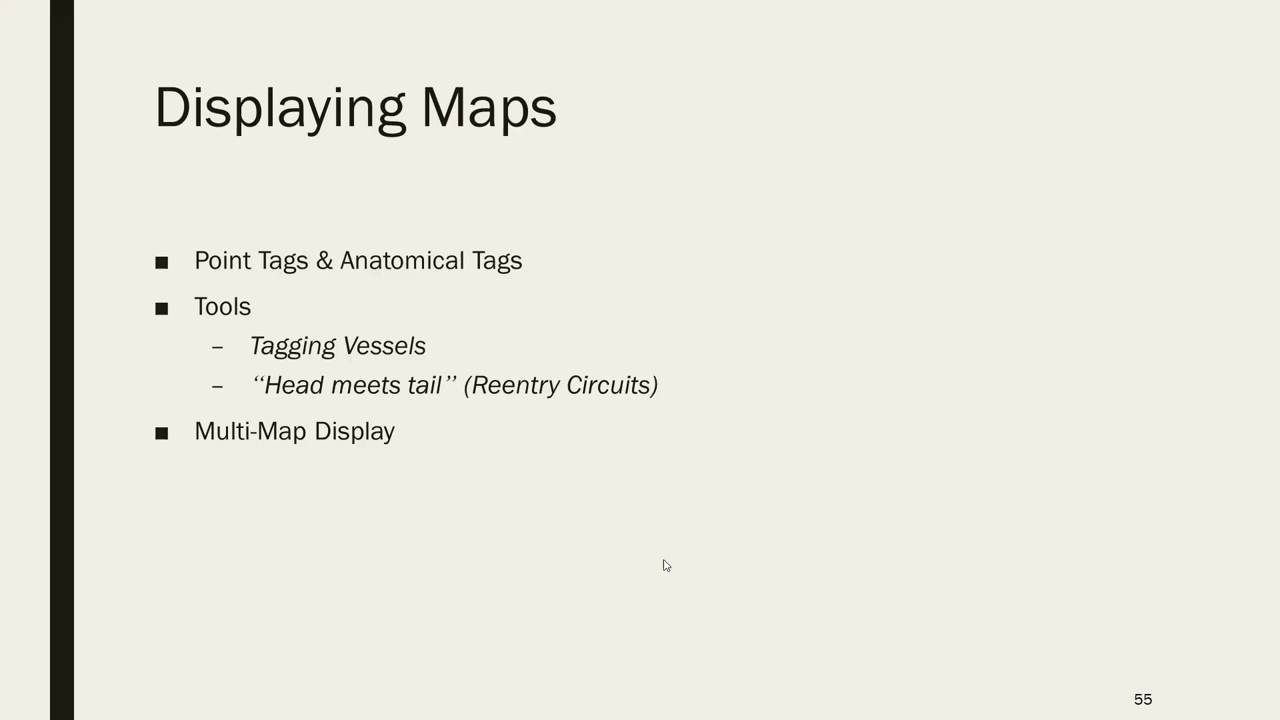 Displaying Maps
■ Point Tags & Anatomical Tags
■ Tools
– Tagging Vessels
– “Head meets tail” (Reentry Circuits)
■ Multi-Map Display
55